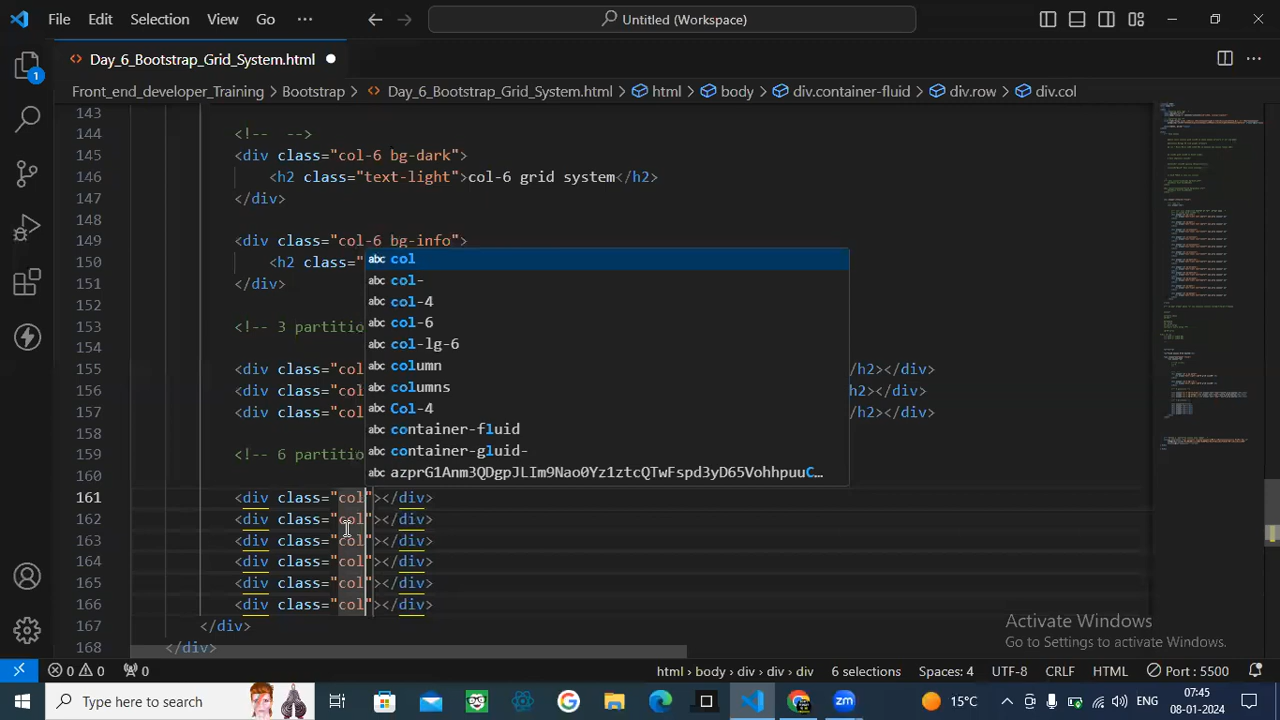 File Edit Selection View Go ··· Untitled (Workspace)
Day_6_Bootstrap_Grid_System.html
Front_end_developer_Training > Bootstrap > Day_6_Bootstrap_Grid_System.html > html > body > div.container-fluid > div.row > div.col
143
144 <!-- -->
145 <div class="col-6 bg-dark">
146 <h2 class="text-light">col-6 grid system</h2>
147 </div>
148
149 <div class="col-6 bg-info">
150 <h2 class="
151 </div>
152
153 <!-- 3 partitio
154
155 <div class="col /h2></div>
156 <div class="col h2></div>
157 <div class="col /h2></div>
158
159 <!-- 6 partitio
160
161 <div class="col"></div>
162 <div class="col"></div>
163 <div class="col"></div>
164 <div class="col"></div>
165 <div class="col"></div>
166 <div class="col"></div>
167 </div>
168 </div>
abc col
abc col-
abc col-4
abc col-6
abc col-lg-6
abc column
abc columns
abc Col-4
abc container-fluid
abc container-gluid-
abc azprG1Anm3QDgpJLIm9Nao0Yz1ztcQTwFspd3yD65VohhpuuC…
Activate Windows
Go to Settings to activate Windows.
0 0 0 html > body > div > div > div 6 selections Spaces: 4 UTF-8 CRLF HTML Port : 5500
Type here to search 15°C ENG 07:45
08-01-2024